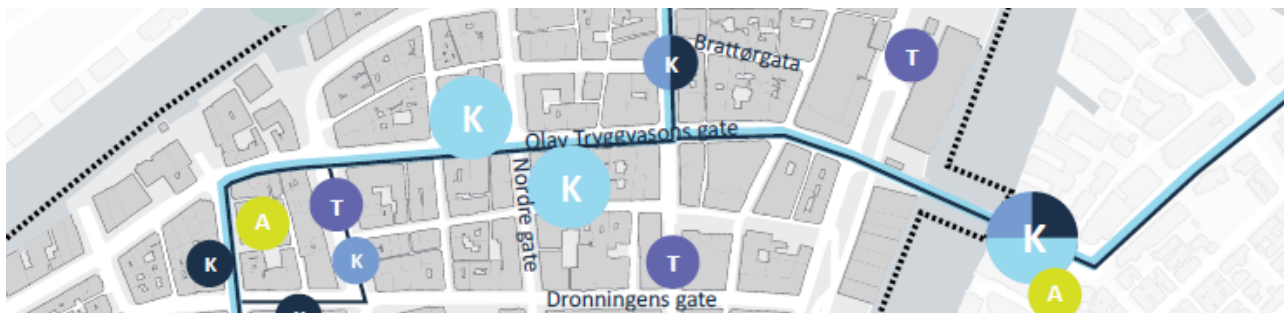 Brattørgata
T
K
K
Olav Tryggvasons gate
K
Nordre gate
A
T
K
K
K
T
A
Dronningens gate